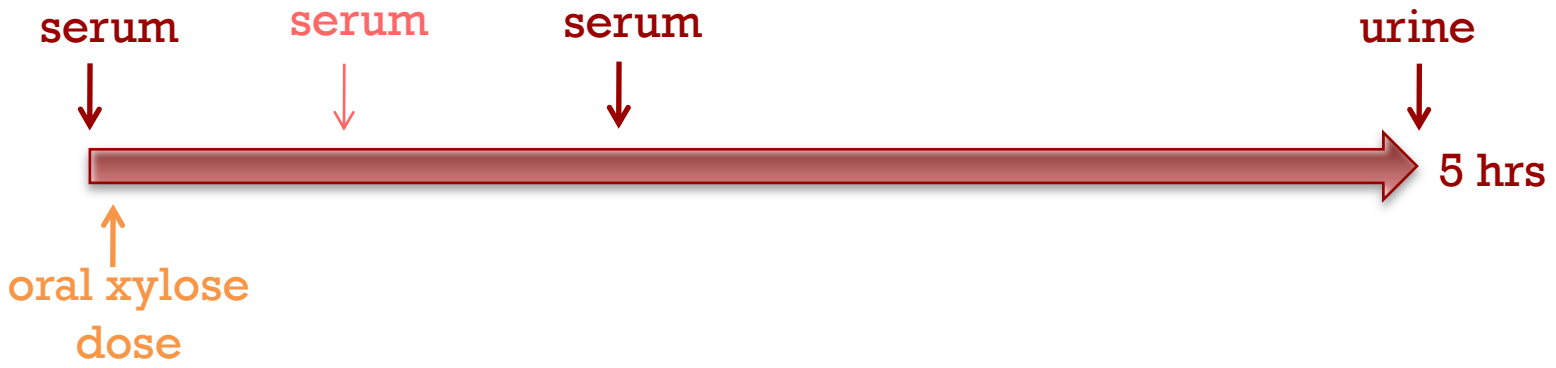 serum
serum
serum
urine
5 hrs
oral xylose
dose